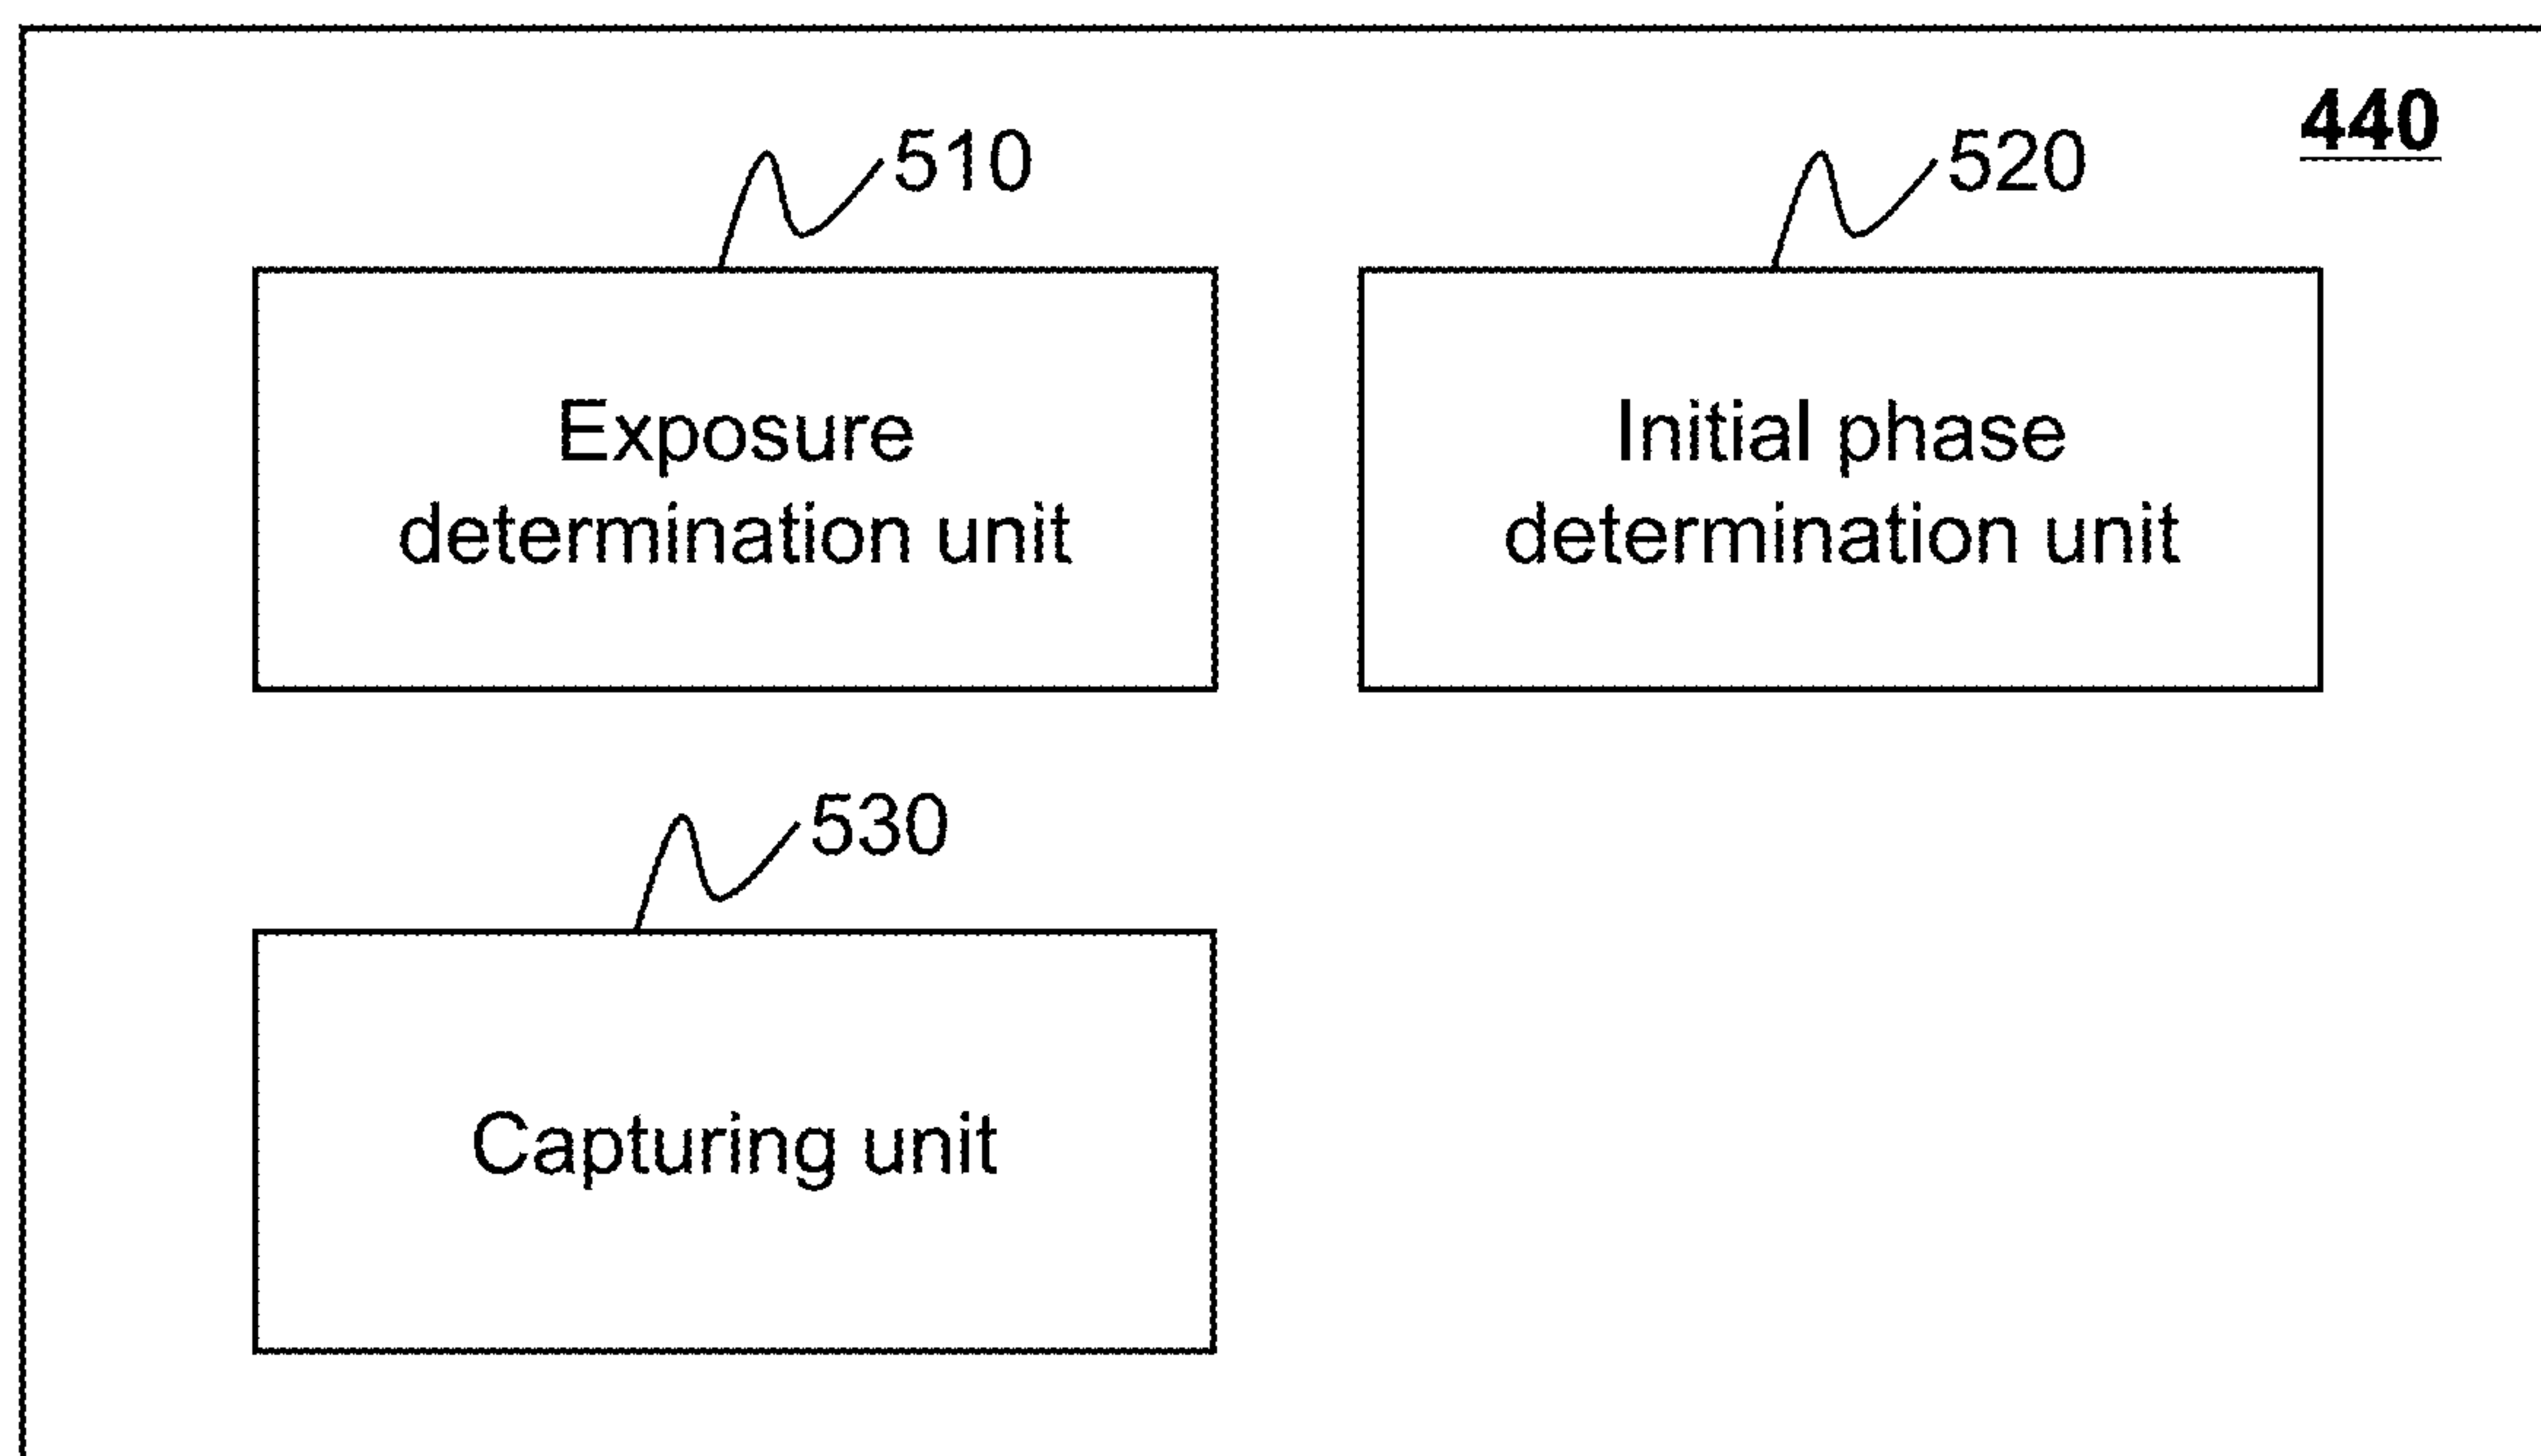 440
510
520
Exposure
determination unit
Initial phase
determination unit
530
Capturing unit